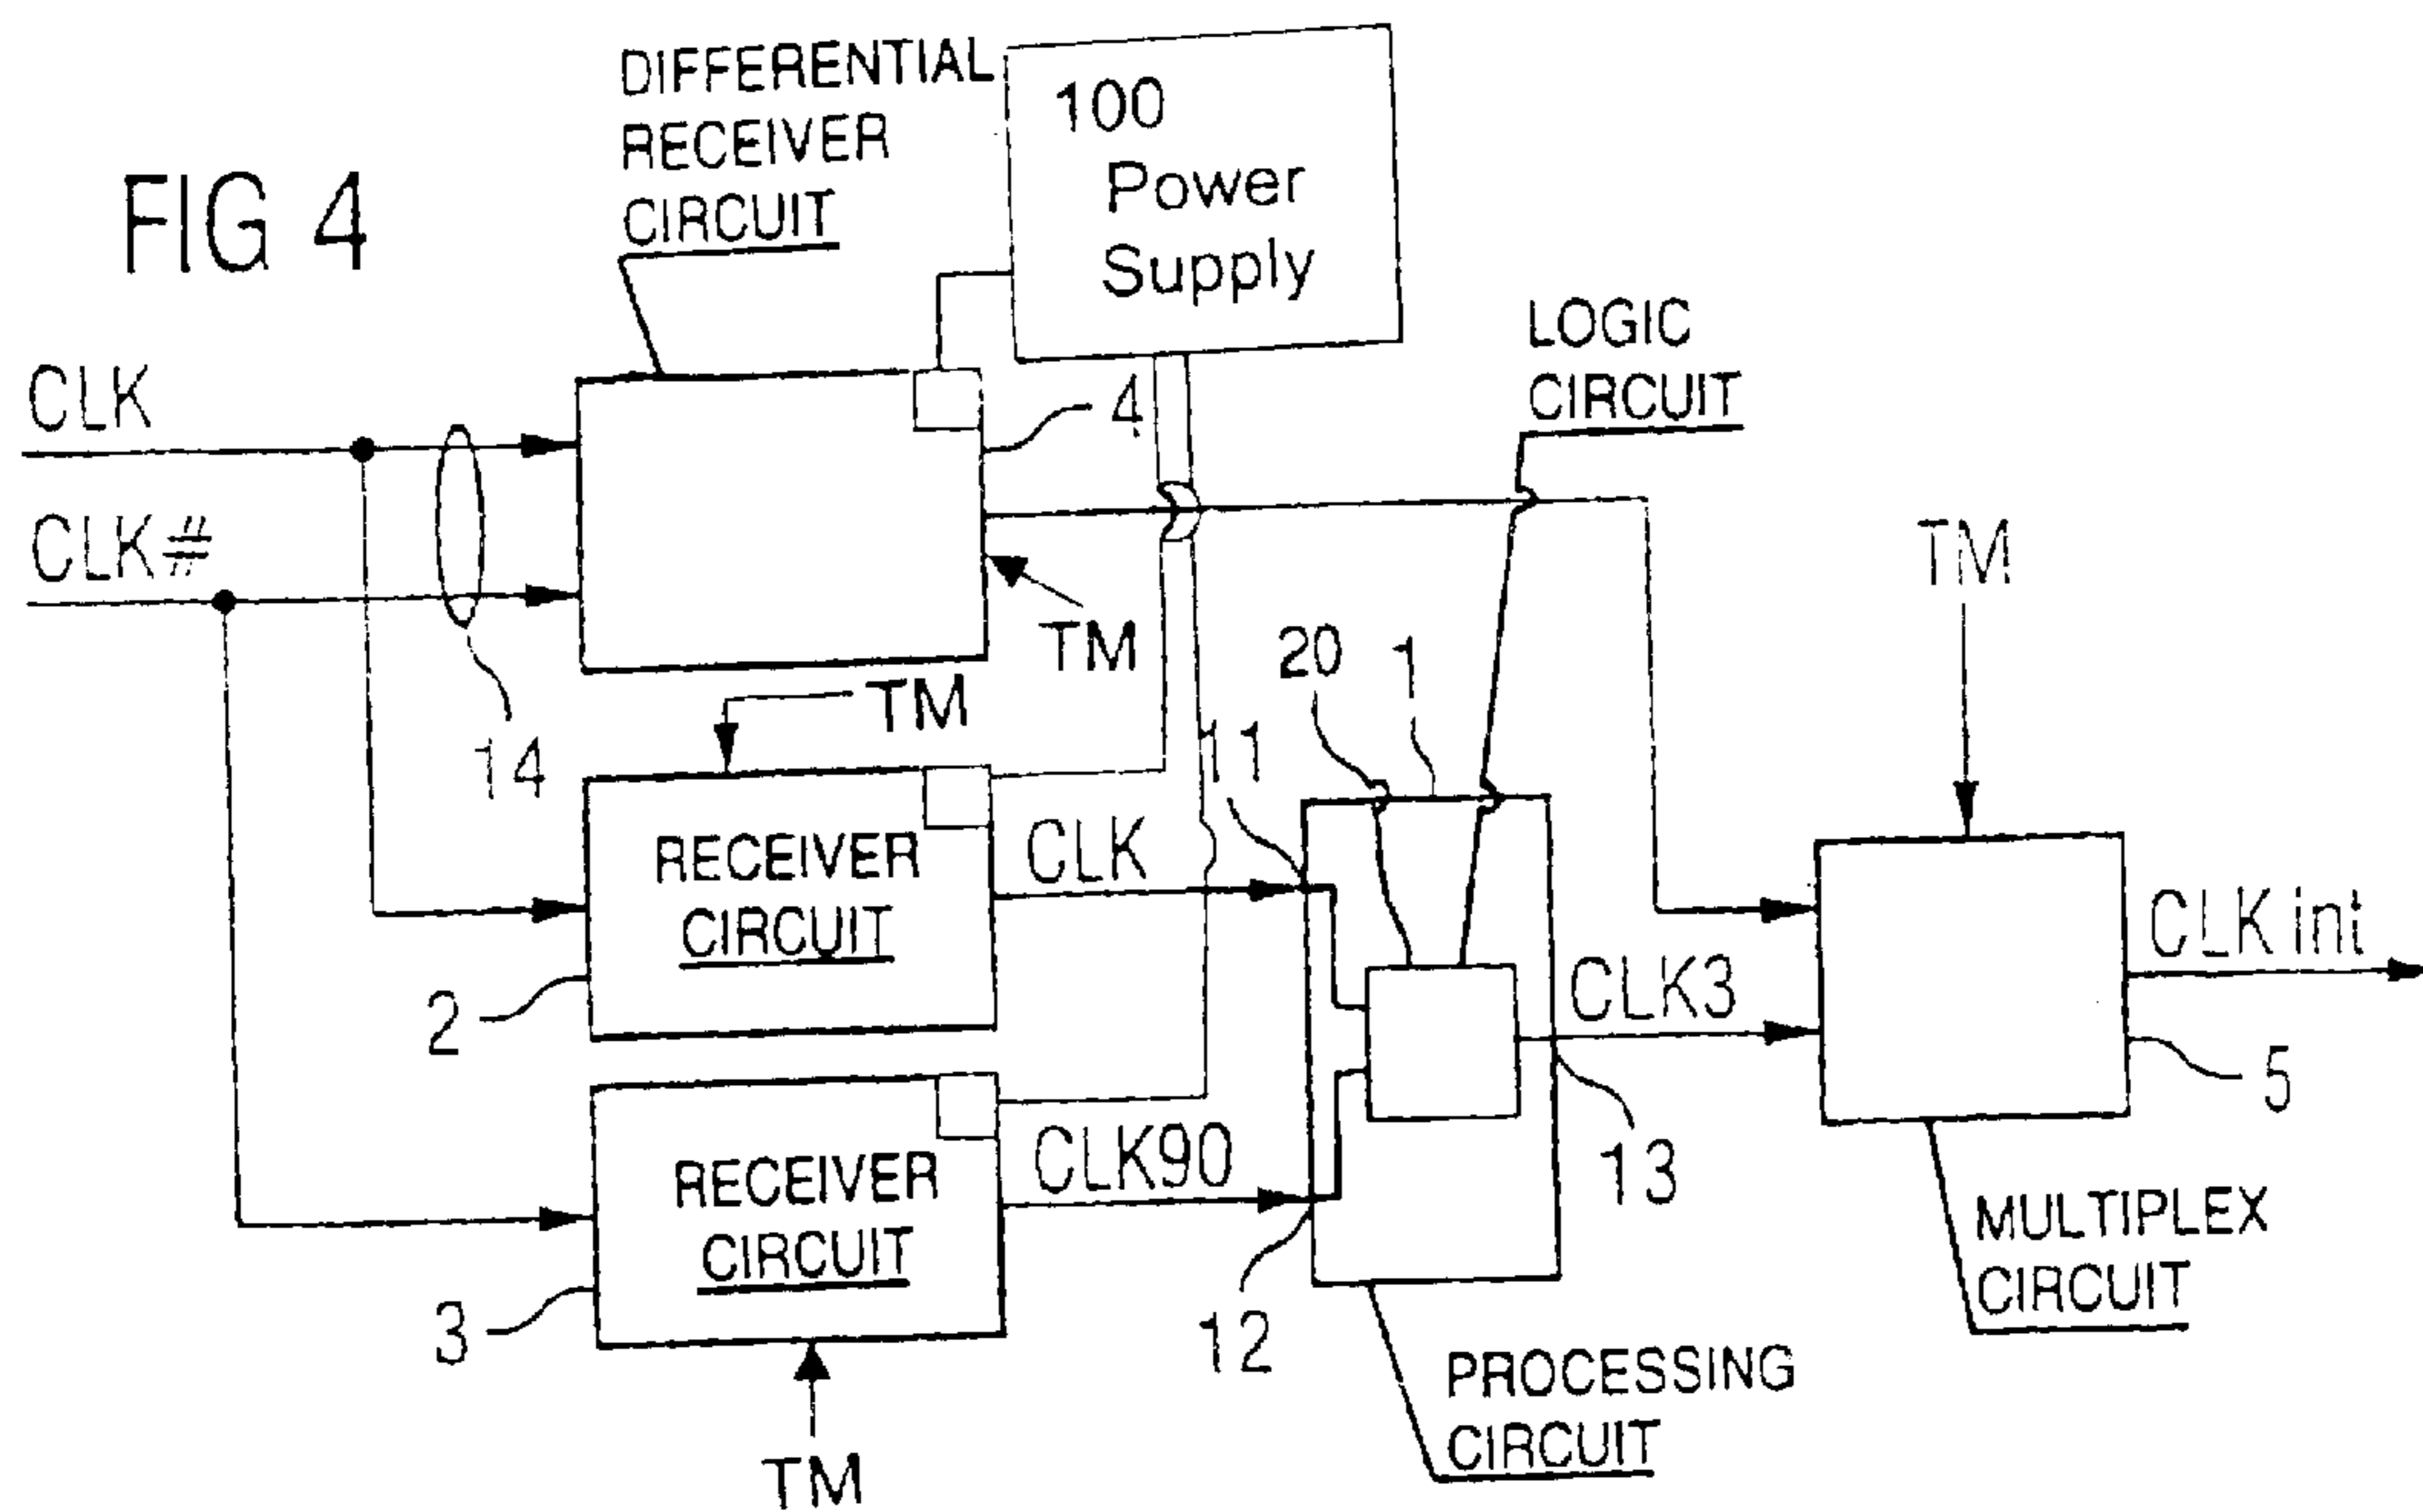 FIG 4
DIFFERENTIAL
RECEIVER
CIRCUIT
100
Power
Supply
LOGIC
CIRCUIT
CLK
4
CLK#
TM
TM
20
1
TM
14
11
RECEIVER
CIRCUIT
CLK
2
CLK int
CLK3
5
RECEIVER
CIRCUIT
CLK90
13
3
12
MULTIPLEX
CIRCUIT
PROCESSING
CIRCUIT
TM